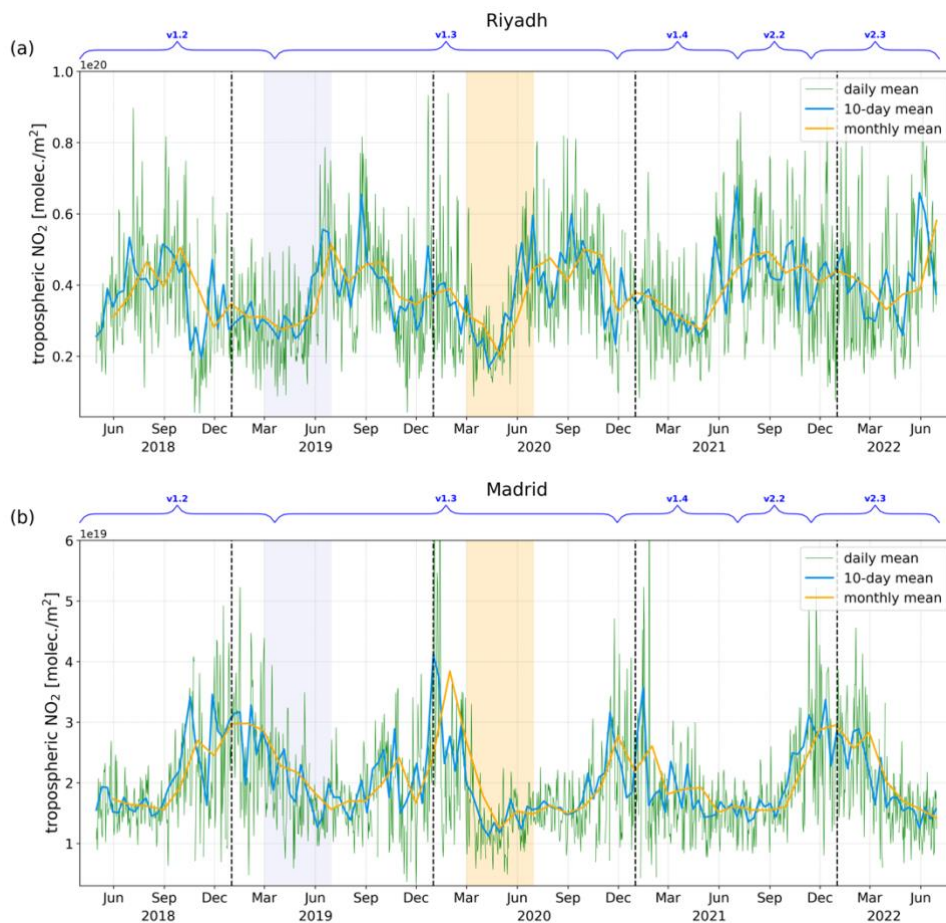 Riyadh
(a)
v1.2 v1.3 v1.4 v2.2 v2.3
1e20
1.0
0.8
0.6
0.4
0.2
tropospheric NO₂ [molec./m²]
daily mean
10-day mean
monthly mean
Jun Sep Dec Mar Jun Sep Dec Mar Jun Sep Dec Mar Jun Sep Dec Mar Jun
2018 2019 2020 2021 2022
Madrid
(b)
v1.2 v1.3 v1.4 v2.2 v2.3
1e19
6
5
4
3
2
1
tropospheric NO₂ [molec./m²]
daily mean
10-day mean
monthly mean
Jun Sep Dec Mar Jun Sep Dec Mar Jun Sep Dec Mar Jun Sep Dec Mar Jun
2018 2019 2020 2021 2022